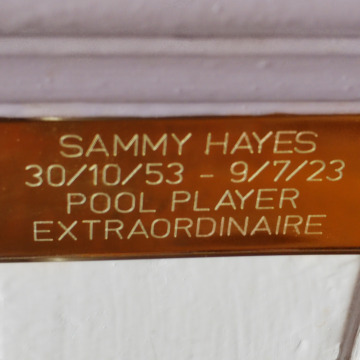 SAMMY HAYES
30/10/53 - 9/7/23
POOL PLAYER
EXTRAORDINAIRE